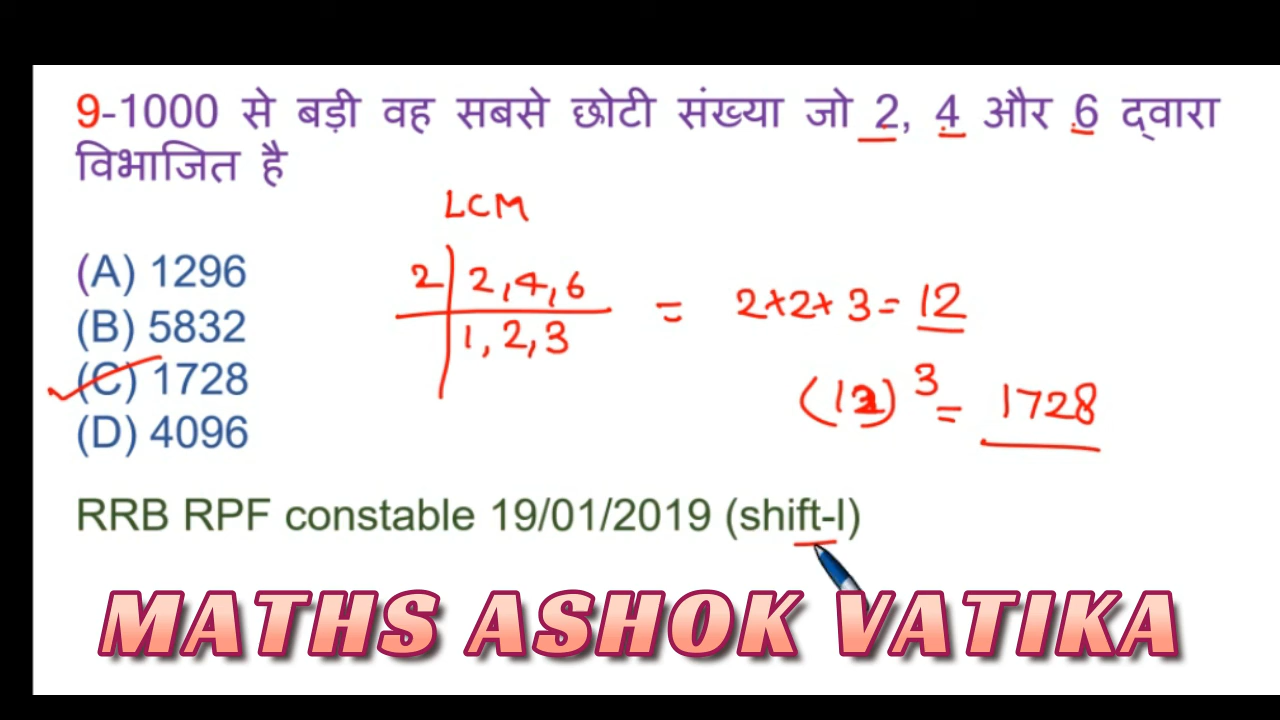 9-1000 से बड़ी वह सबसे छोटी संख्या जो 2, 4 और 6 द्वारा
विभाजित है
LCM
(A) 1296
(B) 5832
(C) 1728
(D) 4096
2 | 2, 4, 6
1, 2, 3
= 2×2×3 = 12
(12)³ = 1728
RRB RPF constable 19/01/2019 (shift-I)
MATHS ASHOK VATIKA